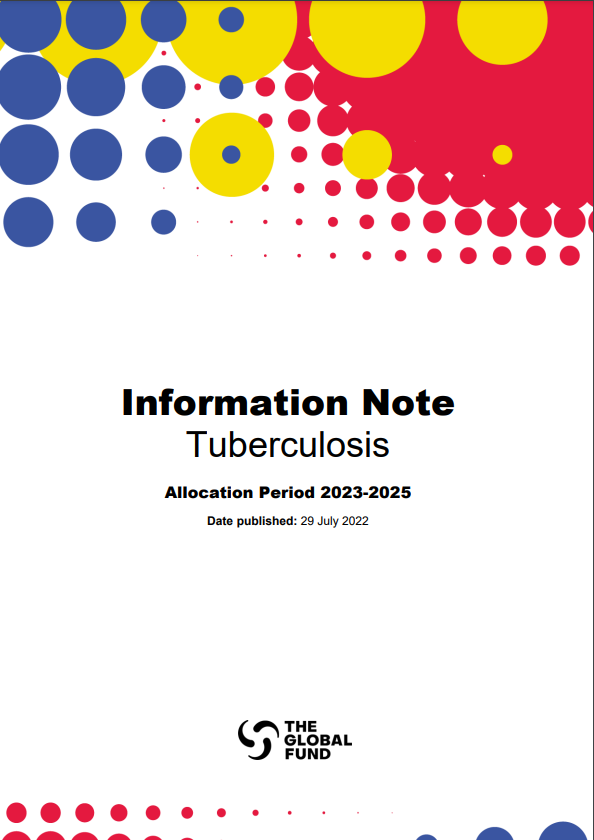 Information Note
Tuberculosis
Allocation Period 2023-2025
Date published: 29 July 2022
THE
GLOBAL
FUND